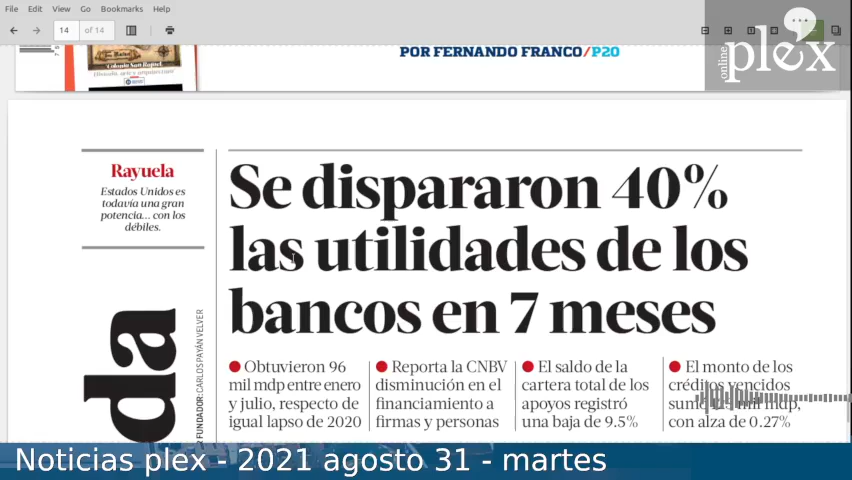 File Edit View Go Bookmarks Help
14 of 14
Colonia San Rafael,
POR FERNANDO FRANCO/P20
online plex
Rayuela
Estados Unidos es
todavía una gran
potencia... con los
débiles.
Se dispararon 40%
las utilidades de los
bancos en 7 meses
da
FUNDADOR: CARLOS PAYÁN VELVER
● Obtuvieron 96
mil mdp entre enero
y julio, respecto de
igual lapso de 2020
● Reporta la CNBV
disminución en el
financiamiento a
firmas y personas
● El saldo de la
cartera total de los
apoyos registró
una baja de 9.5%
● El monto de los
créditos vencidos
mil mdp,
con alza de 0.27%
Noticias plex - 2021 agosto 31 - martes